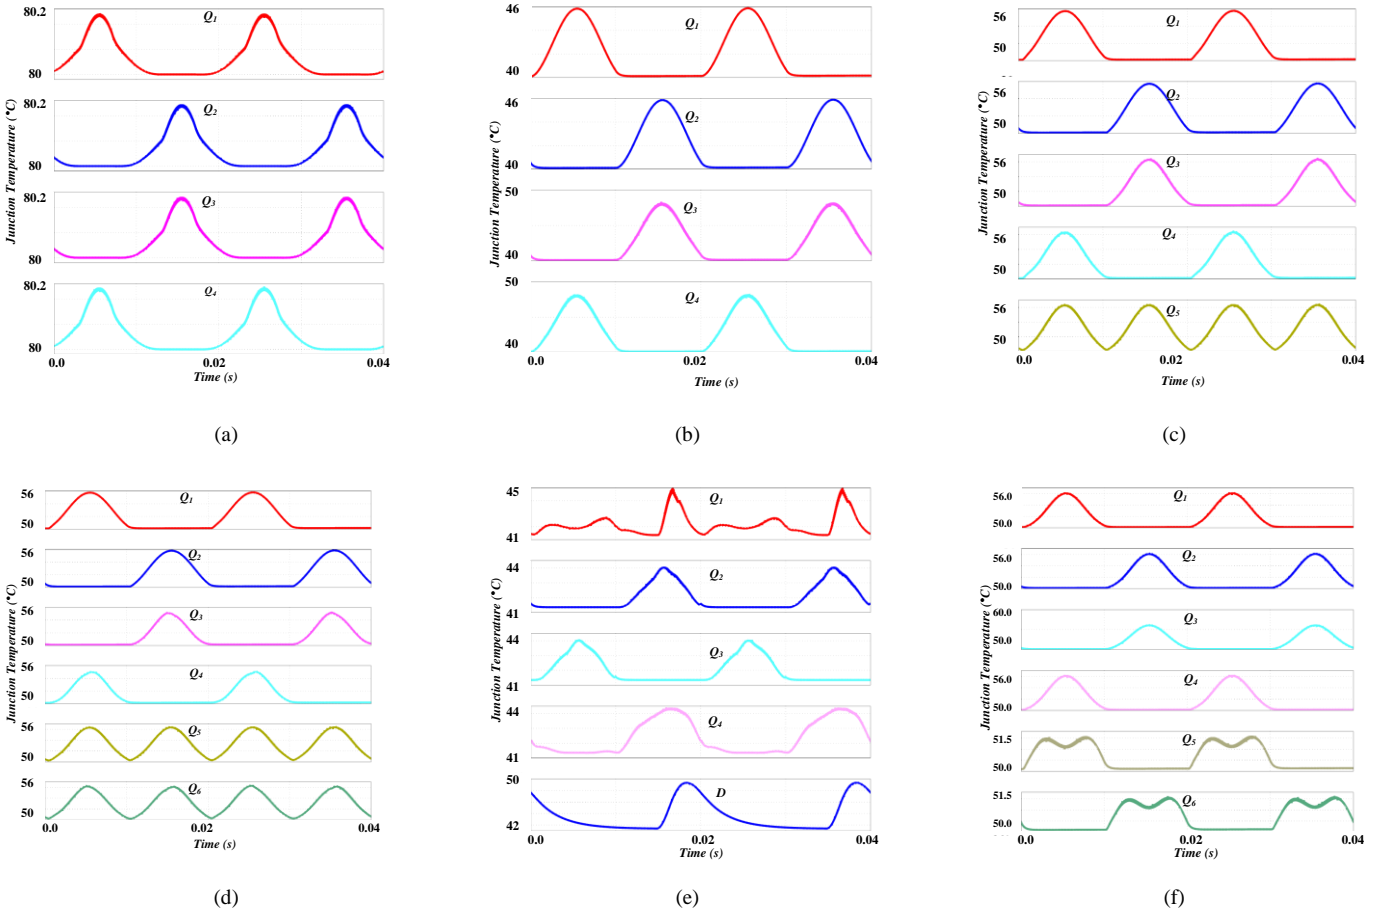 Junction Temperature (°C)
80.2
Q1
80
80.2
Q2
80
80.2
Q3
80
80.2
Q4
80
0.0
0.02
0.04
Time (s)
(a)
Junction Temperature (°C)
46
Q1
40
46
Q2
40
50
Q3
40
50
Q4
40
0.0
0.02
0.04
Time (s)
(b)
Junction Temperature (°C)
56
Q1
50
56
Q2
50
56
Q3
50
56
Q4
50
56
Q5
50
0.0
0.02
0.04
Time (s)
(c)
Junction Temperature (°C)
56
Q1
50
56
Q2
50
56
Q3
50
56
Q4
50
56
Q5
50
56
Q6
50
0.0
0.02
0.04
Time (s)
(d)
Junction Temperature (°C)
45
Q1
41
44
Q2
41
44
Q3
41
44
Q4
41
50
D
42
0.0
0.02
0.04
Time (s)
(e)
Junction Temperature (°C)
56.0
Q1
50.0
56.0
Q2
50.0
60.0
Q3
50.0
56.0
Q4
50.0
51.5
Q5
50.0
51.5
Q6
50.0
0.0
0.02
0.04
Time (s)
(f)